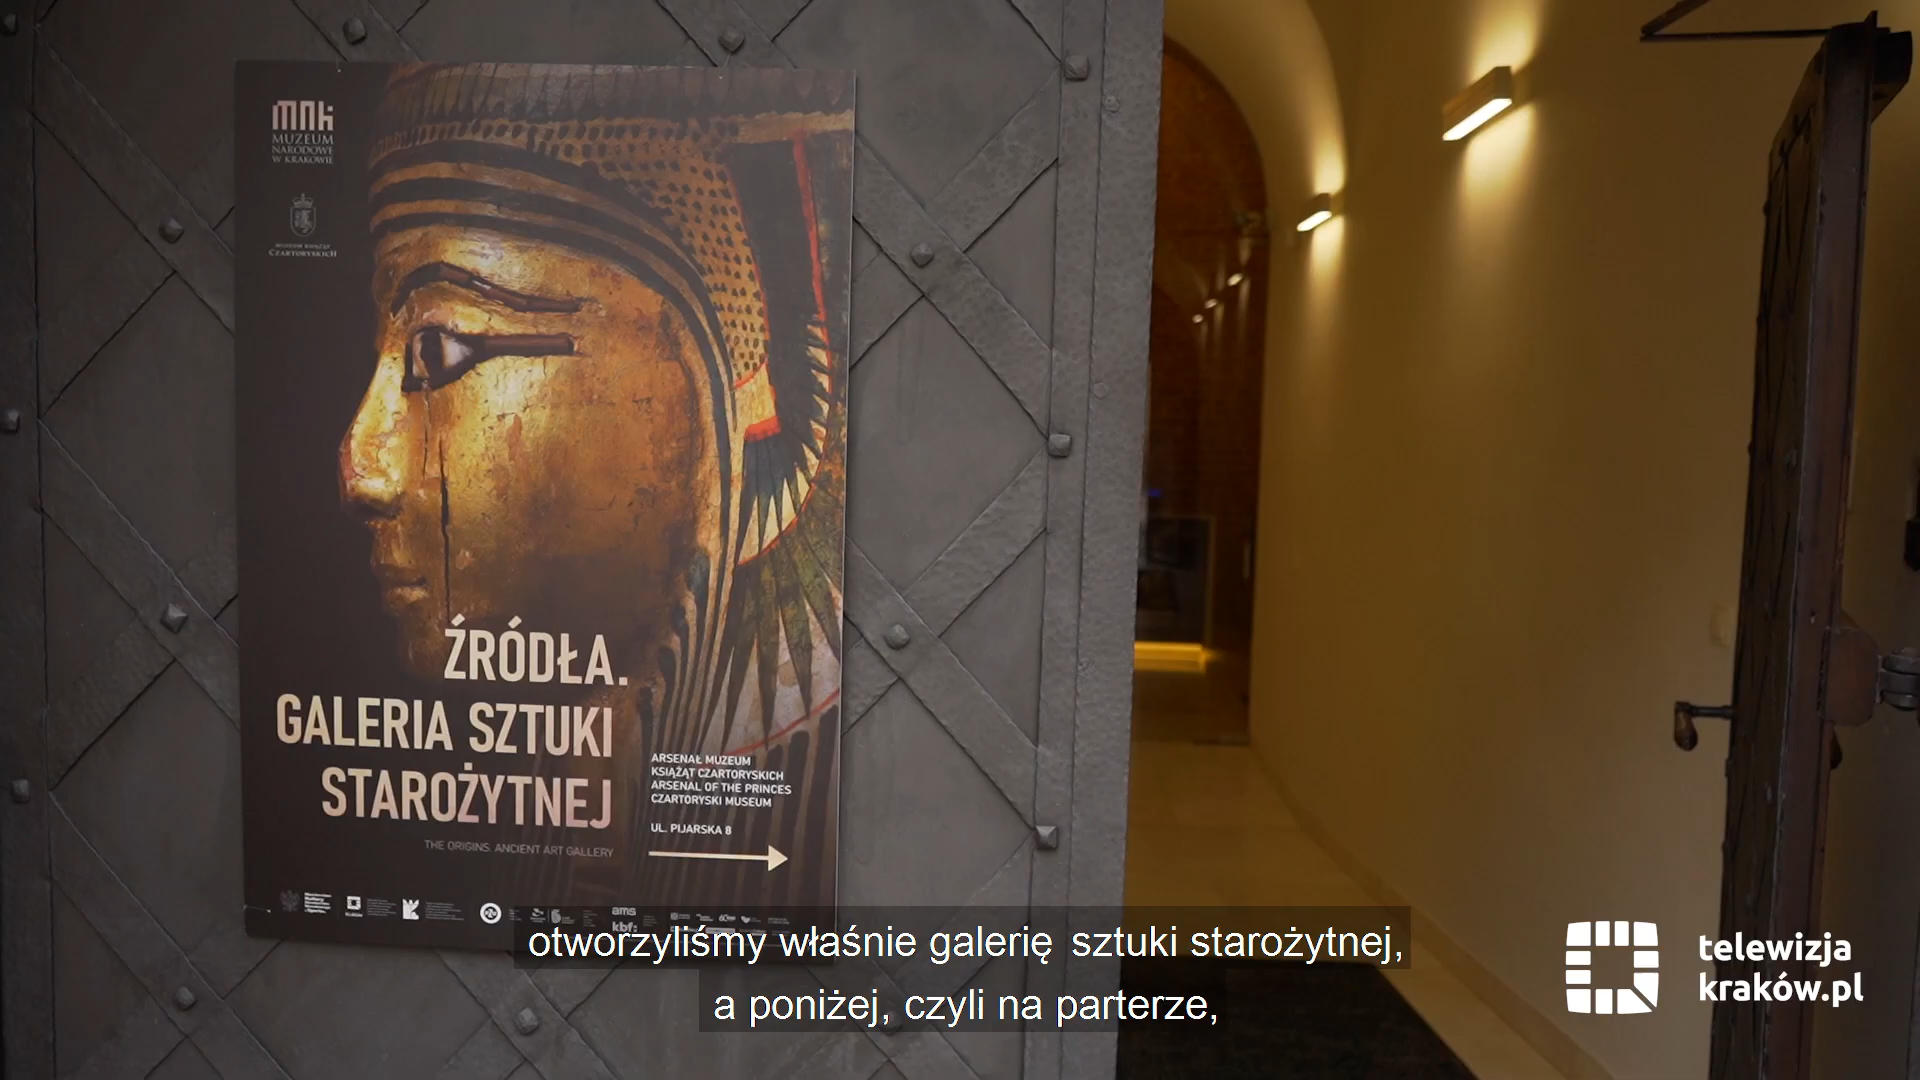 mnk
MUZEUM
NARODOWE
W KRAKOWIE
MUZEUM KSIĄŻĄT
CZARTORYSKICH
ŹRÓDŁA.
GALERIA SZTUKI
STAROŻYTNEJ
THE ORIGINS. ANCIENT ART GALLERY
ARSENAŁ MUZEUM
KSIĄŻĄT CZARTORYSKICH
ARSENAL OF THE PRINCES
CZARTORYSKI MUSEUM
UL. PIJARSKA 8
ams
kbf:
otworzyliśmy właśnie galerię sztuki starożytnej,
a poniżej, czyli na parterze,
telewizja
kraków.pl